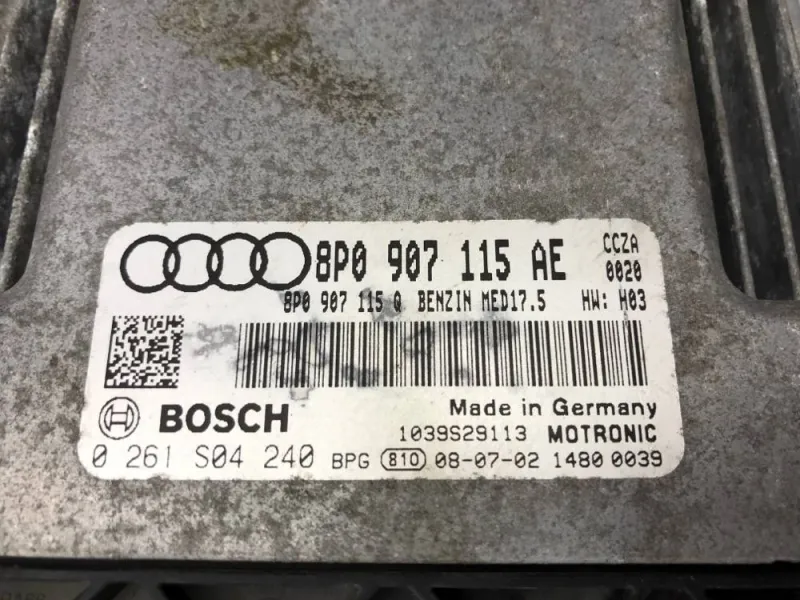 8P0 907 115 AE CCZA
0020
8P0 907 115 Q BENZIN MED17.5 HW: H03
BOSCH Made in Germany
1039S29113 MOTRONIC
0 261 S04 240 BPG 810 08-07-02 1480 0039